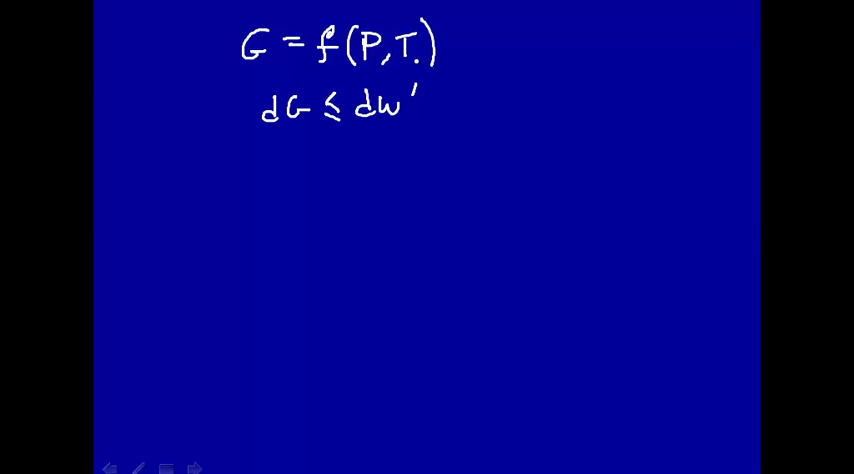 G = f(P,T.)
dG ≤ dw'